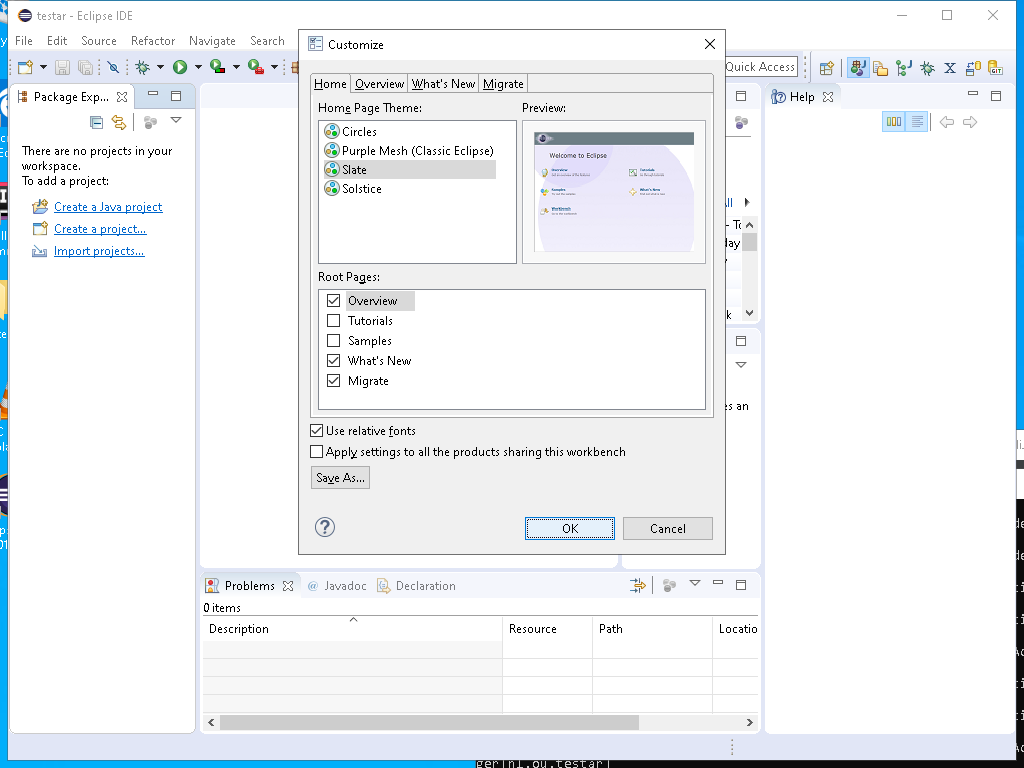 testar - Eclipse IDE
File Edit Source Refactor Navigate Search
Quick Access
Package Exp...
There are no projects in your
workspace.
To add a project:
Create a Java project
Create a project...
Import projects...
Customize
Home Overview What's New Migrate
Home Page Theme:
Circles
Purple Mesh (Classic Eclipse)
Slate
Solstice
Preview:
Welcome to Eclipse
Overview
Tutorials
Samples
What's New
Workbench
Root Pages:
Overview
Tutorials
Samples
What's New
Migrate
Use relative fonts
Apply settings to all the products sharing this workbench
Save As...
OK Cancel
Help
Problems Javadoc Declaration
0 items
Description Resource Path Locatio